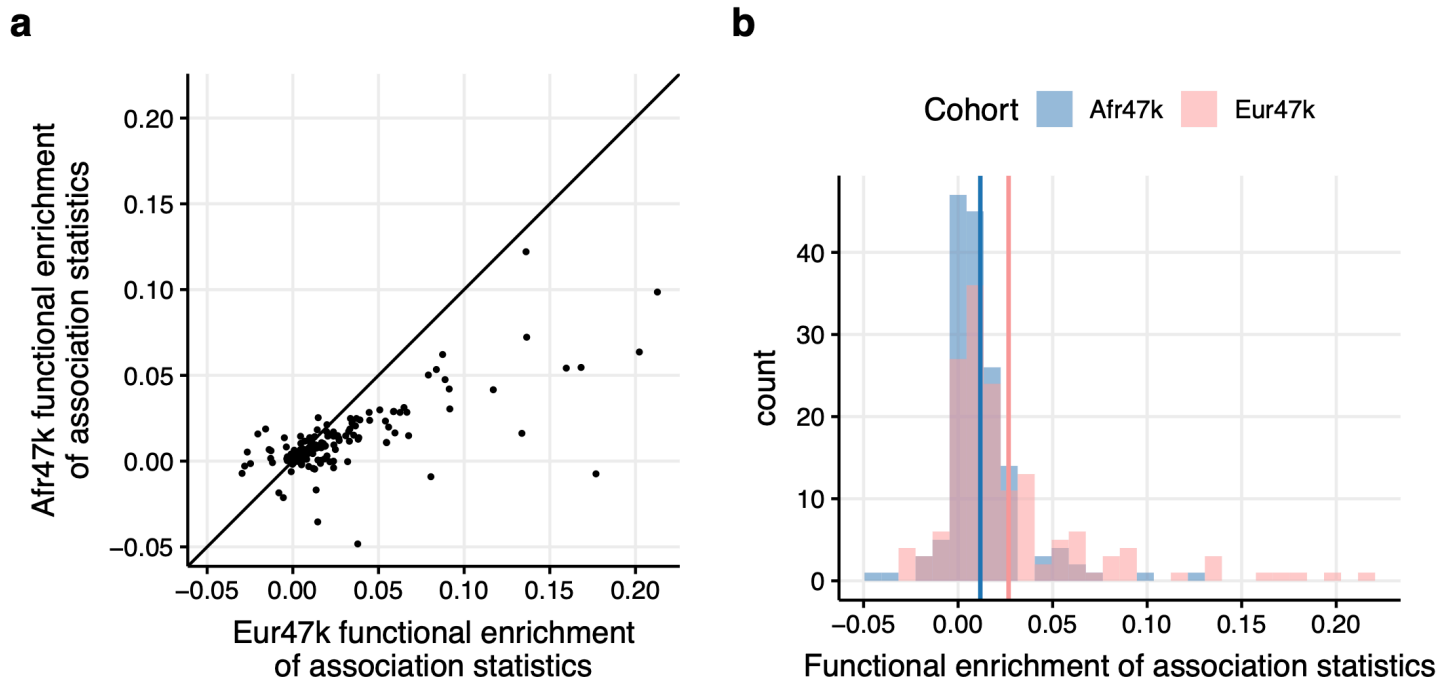 a
Afr47k functional enrichment
of association statistics
0.20
0.15
0.10
0.05
0.00
−0.05
−0.05 0.00 0.05 0.10 0.15 0.20
Eur47k functional enrichment
of association statistics
b
Cohort Afr47k Eur47k
count
40
30
20
10
0
−0.05 0.00 0.05 0.10 0.15 0.20
Functional enrichment of association statistics